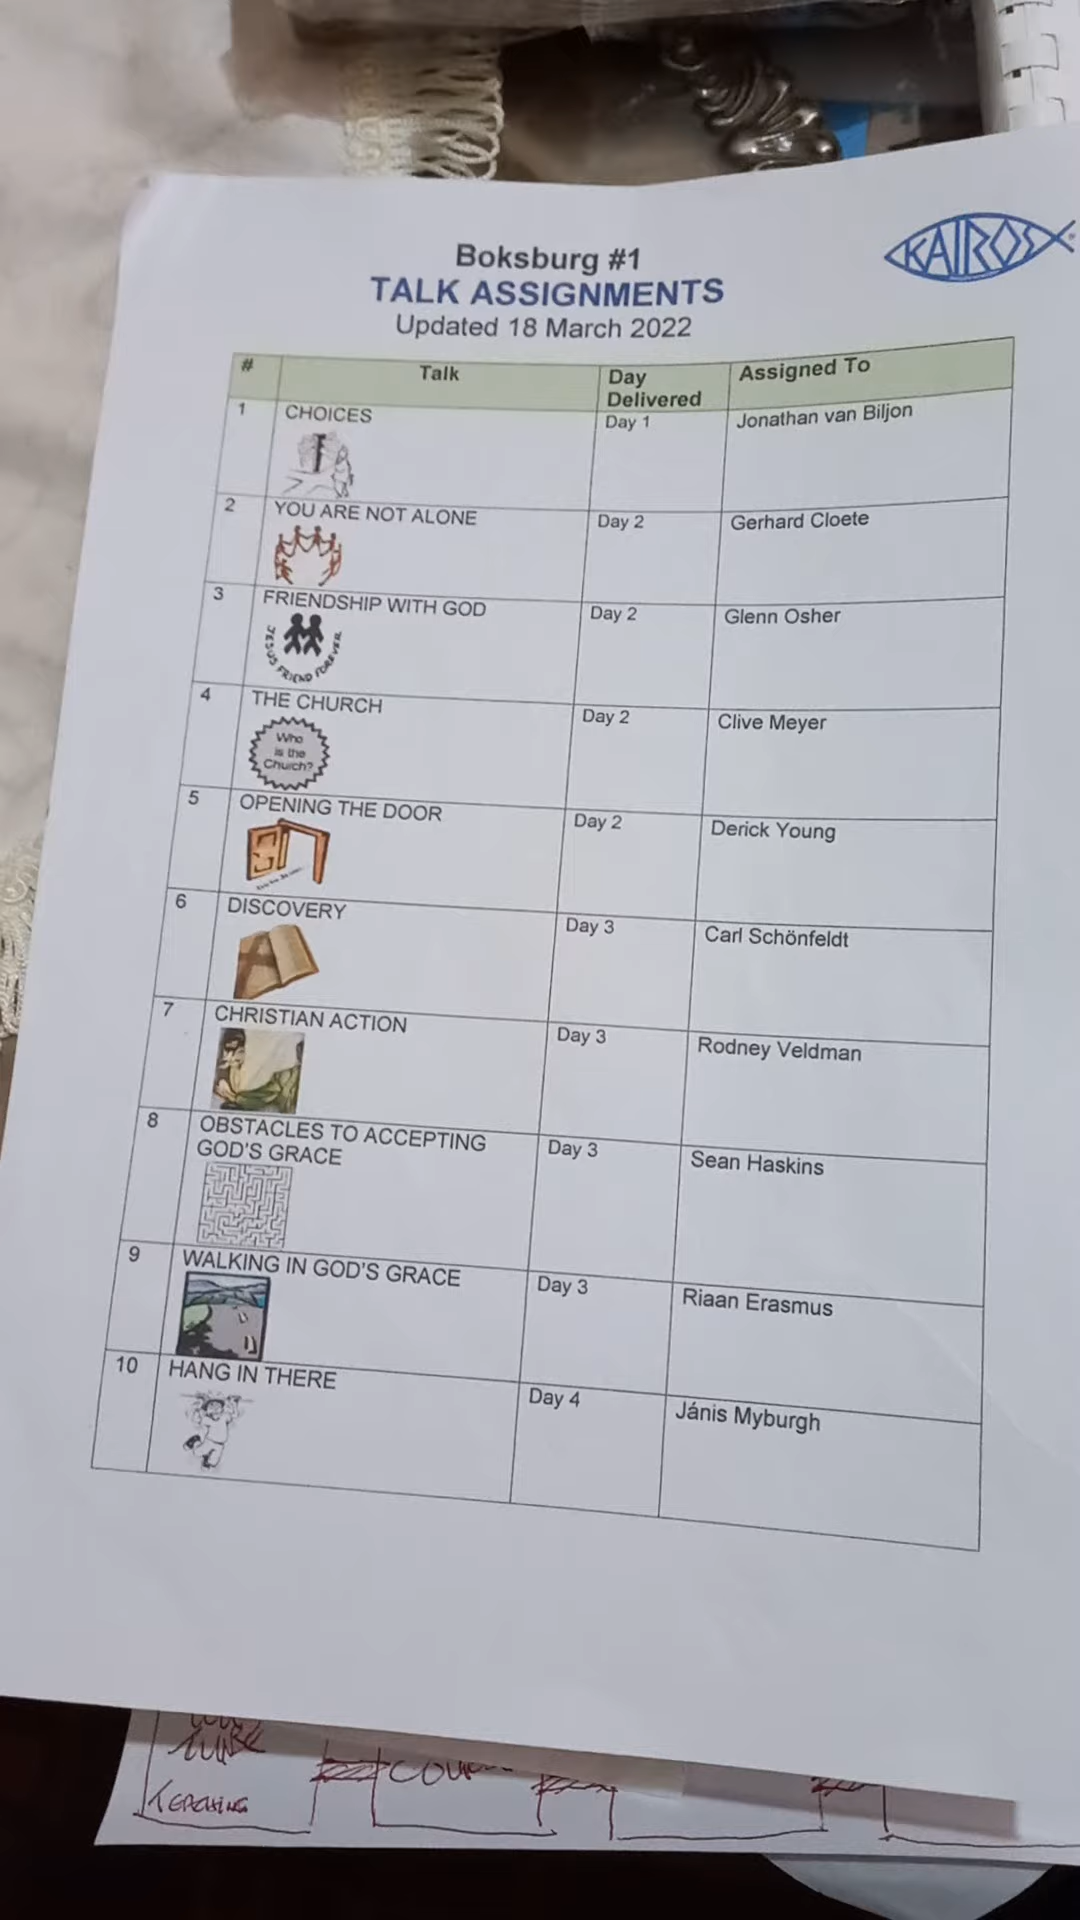 KAIROS
Boksburg #1
TALK ASSIGNMENTS
Updated 18 March 2022
# Talk Day Delivered Assigned To
1 CHOICES Day 1 Jonathan van Biljon
2 YOU ARE NOT ALONE Day 2 Gerhard Cloete
3 FRIENDSHIP WITH GOD Day 2 Glenn Osher
JESUS FRIEND FOREVER
4 THE CHURCH Day 2 Clive Meyer
Who
is the
Church?
5 OPENING THE DOOR Day 2 Derick Young
6 DISCOVERY Day 3 Carl Schönfeldt
7 CHRISTIAN ACTION Day 3 Rodney Veldman
8 OBSTACLES TO ACCEPTING Day 3 Sean Haskins
GOD'S GRACE
9 WALKING IN GOD'S GRACE Day 3 Riaan Erasmus
10 HANG IN THERE Day 4 Jánis Myburgh
TEACHING